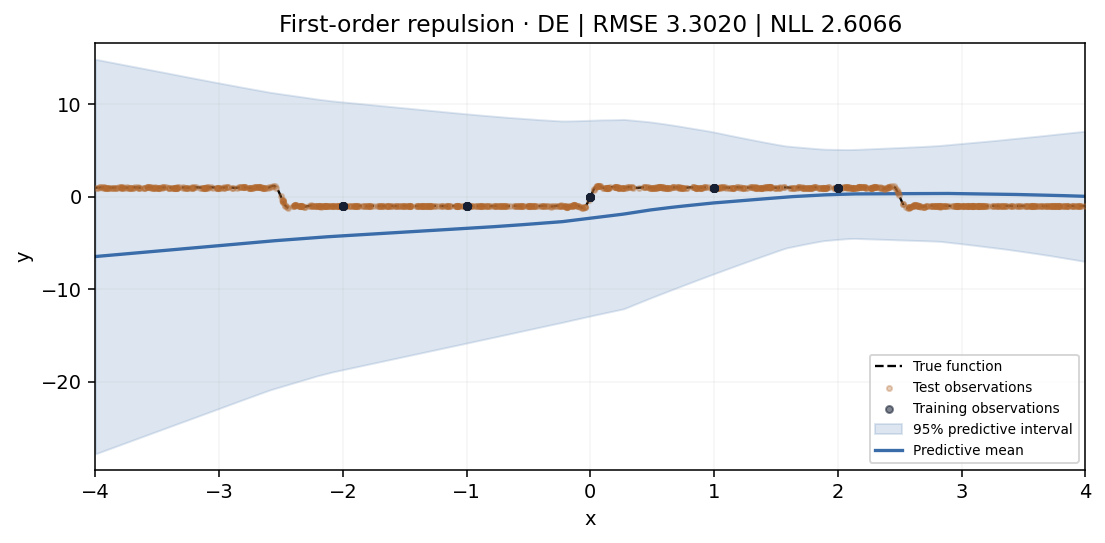 First-order repulsion · DE | RMSE 3.3020 | NLL 2.6066
10
0
−10
−20
y
−4
−3
−2
−1
0
1
2
3
4
x
True function
Test observations
Training observations
95% predictive interval
Predictive mean